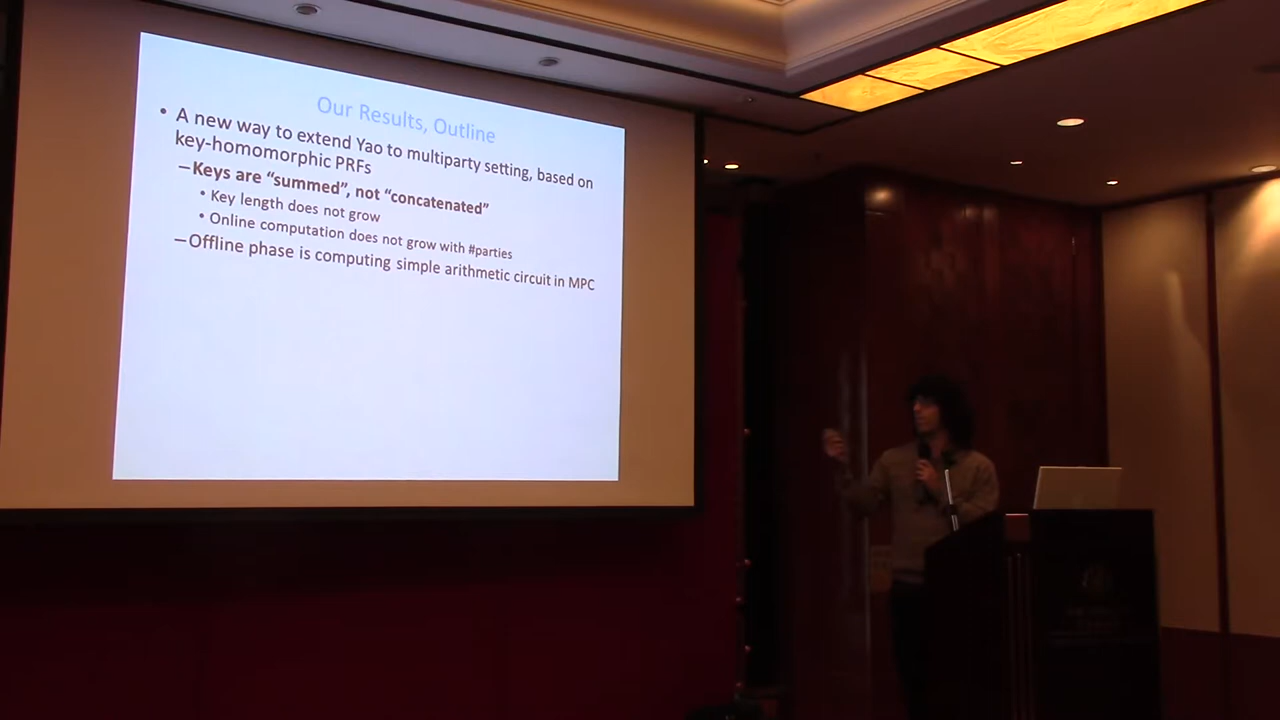 Our Results, Outline
• A new way to extend Yao to multiparty setting, based on
key-homomorphic PRFs
–Keys are “summed”, not “concatenated”
• Key length does not grow
• Online computation does not grow with #parties
–Offline phase is computing simple arithmetic circuit in MPC